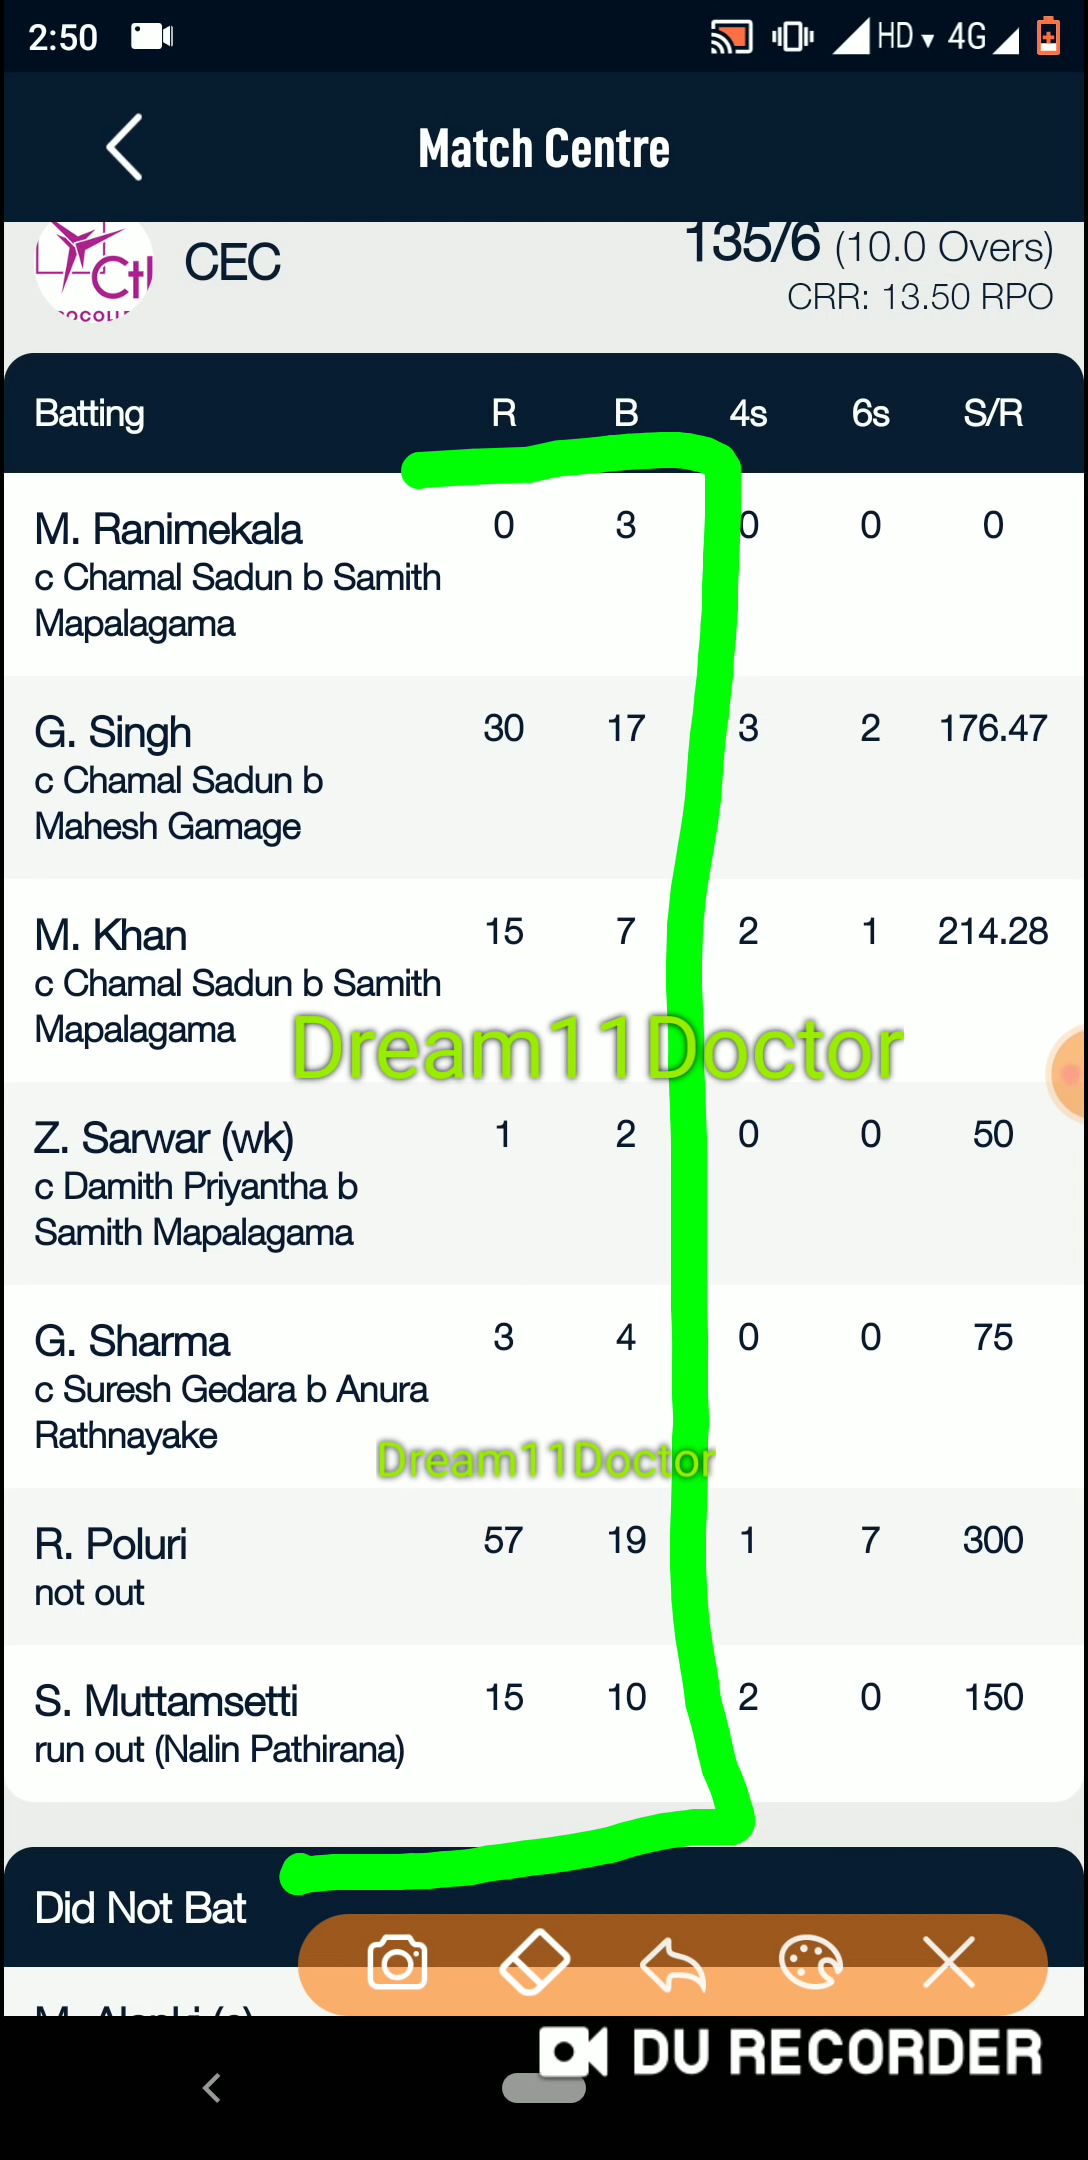 2:50 HD 4G
Match Centre
Ctl
CEC
135/6 (10.0 Overs)
CRR: 13.50 RPO
Batting R B 4s 6s S/R
M. Ranimekala 0 3 0 0 0
c Chamal Sadun b Samith
Mapalagama
G. Singh 30 17 3 2 176.47
c Chamal Sadun b
Mahesh Gamage
M. Khan 15 7 2 1 214.28
c Chamal Sadun b Samith
Mapalagama
Dream11Doctor
Z. Sarwar (wk) 1 2 0 0 50
c Damith Priyantha b
Samith Mapalagama
G. Sharma 3 4 0 0 75
c Suresh Gedara b Anura
Rathnayake
Dream11Doctor
R. Poluri 57 19 1 7 300
not out
S. Muttamsetti 15 10 2 0 150
run out (Nalin Pathirana)
Did Not Bat
DU RECORDER